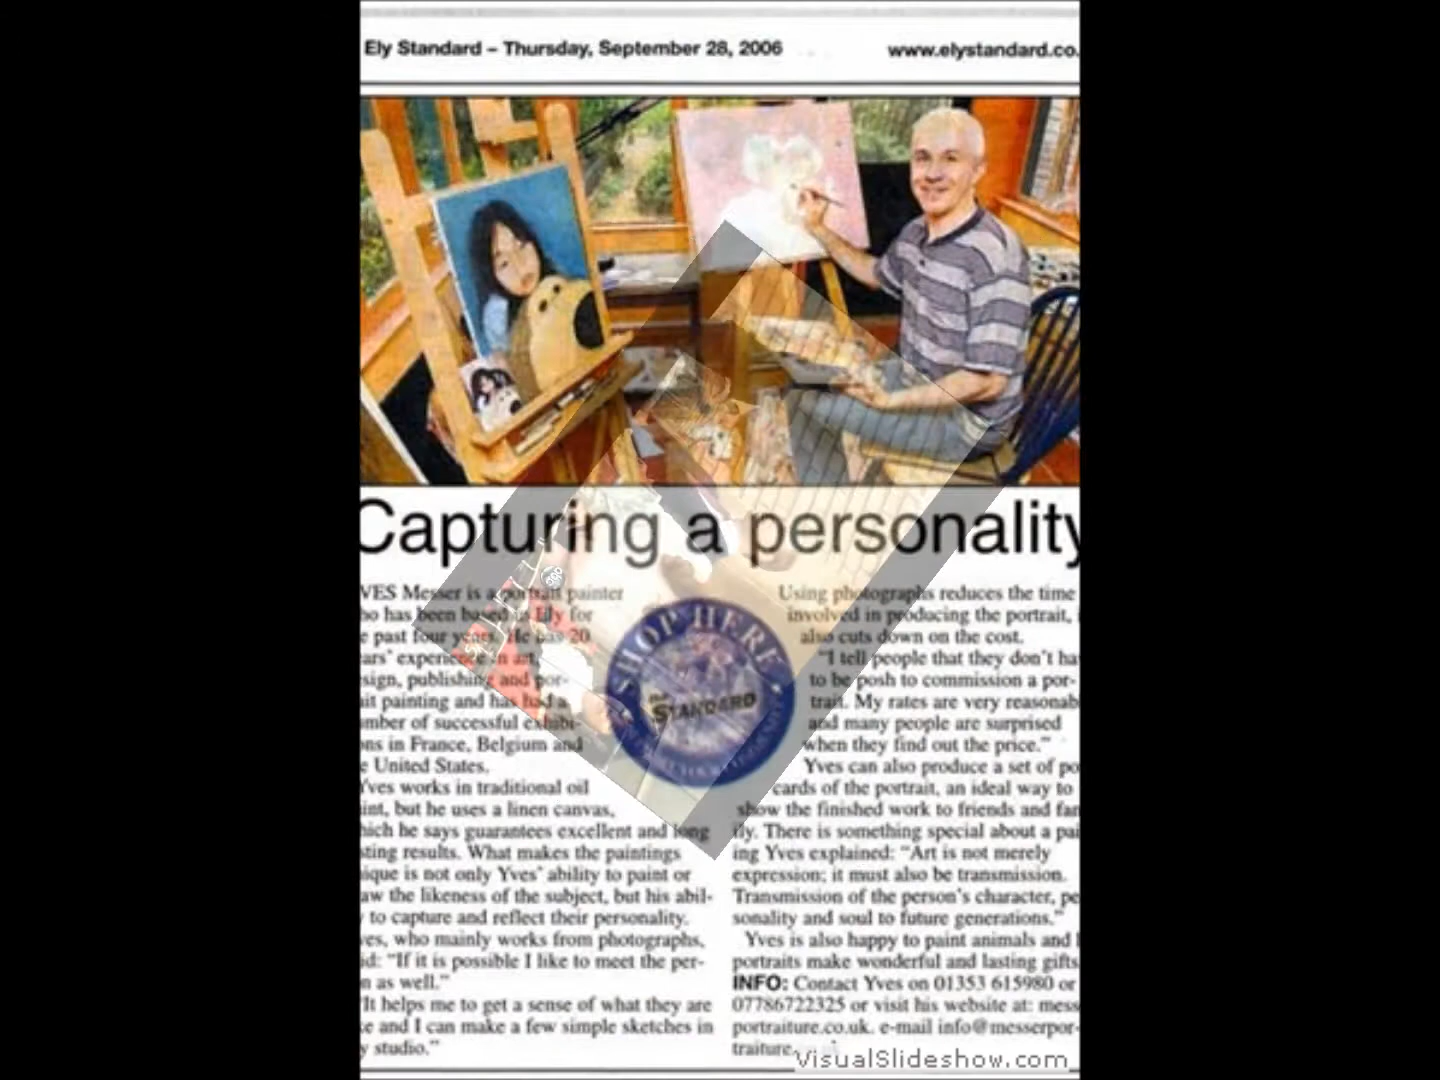 Ely Standard – Thursday, September 28, 2006
www.elystandard.co.
Capturing a personality
VES Messer is a portrait painter
ho has been based in Ely for
e past four years. He has 20
ars' experience in art,
sign, publishing and por-
it painting and has had a
mber of successful exhibi-
ns in France, Belgium and
e United States.
Yves works in traditional oil
int, but he uses a linen canvas,
hich he says guarantees excellent and long
sting results. What makes the paintings
ique is not only Yves' ability to paint or
aw the likeness of the subject, but his abil-
to capture and reflect their personality.
ves, who mainly works from photographs,
id: "If it is possible I like to meet the per-
n as well."
"It helps me to get a sense of what they are
e and I can make a few simple sketches in
y studio."
SHOP HERE
STANDARD
Using photographs reduces the time
involved in producing the portrait,
also cuts down on the cost.
"I tell people that they don't ha
to be posh to commission a por-
trait. My rates are very reasonab
and many people are surprised
when they find out the price."
Yves can also produce a set of po
cards of the portrait, an ideal way to
show the finished work to friends and fam
ily. There is something special about a pai
ing Yves explained: "Art is not merely
expression; it must also be transmission.
Transmission of the person's character, pe
sonality and soul to future generations."
Yves is also happy to paint animals and
portraits make wonderful and lasting gifts
INFO: Contact Yves on 01353 615980 or
07786722325 or visit his website at: mess
portraiture.co.uk. e-mail info@messerpor-
traiture.
VisualSlideshow.com